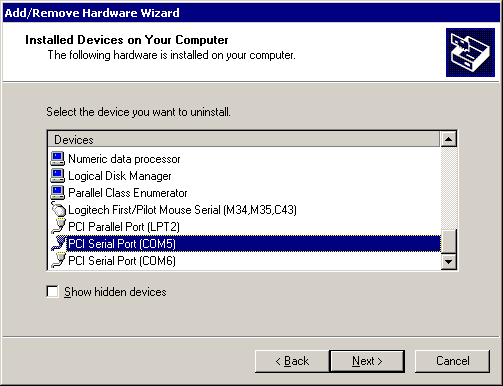 Add/Remove Hardware Wizard
Installed Devices on Your Computer
The following hardware is installed on your computer.
Select the device you want to uninstall.
Devices
Numeric data processor
Logical Disk Manager
Parallel Class Enumerator
Logitech First/Pilot Mouse Serial (M34,M35,C43)
PCI Parallel Port (LPT2)
PCI Serial Port (COM5)
PCI Serial Port (COM6)
Show hidden devices
< Back Next > Cancel